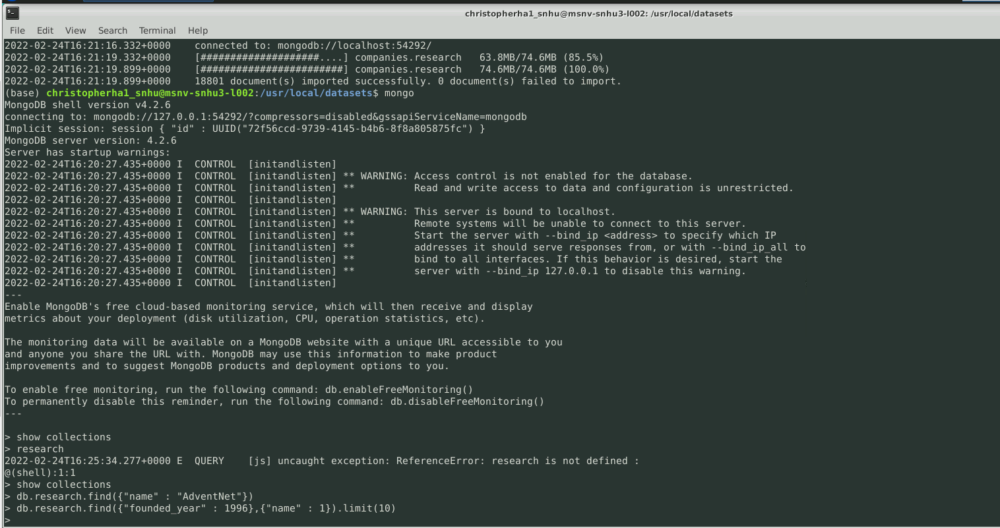 christopherha1_snhu@msnv-snhu3-l002: /usr/local/datasets
File Edit View Search Terminal Help
2022-02-24T16:21:16.332+0000    connected to: mongodb://localhost:54292/
2022-02-24T16:21:19.332+0000    [####################....] companies.research   63.8MB/74.6MB (85.5%)
2022-02-24T16:21:19.899+0000    [########################] companies.research   74.6MB/74.6MB (100.0%)
2022-02-24T16:21:19.899+0000    18801 document(s) imported successfully. 0 document(s) failed to import.
(base) christopherha1_snhu@msnv-snhu3-l002:/usr/local/datasets$ mongo
MongoDB shell version v4.2.6
connecting to: mongodb://127.0.0.1:54292/?compressors=disabled&gssapiServiceName=mongodb
Implicit session: session { "id" : UUID("72f56ccd-9739-4145-b4b6-8f8a805875fc") }
MongoDB server version: 4.2.6
Server has startup warnings:
2022-02-24T16:20:27.435+0000 I  CONTROL  [initandlisten]
2022-02-24T16:20:27.435+0000 I  CONTROL  [initandlisten] ** WARNING: Access control is not enabled for the database.
2022-02-24T16:20:27.435+0000 I  CONTROL  [initandlisten] **          Read and write access to data and configuration is unrestricted.
2022-02-24T16:20:27.435+0000 I  CONTROL  [initandlisten]
2022-02-24T16:20:27.435+0000 I  CONTROL  [initandlisten] ** WARNING: This server is bound to localhost.
2022-02-24T16:20:27.435+0000 I  CONTROL  [initandlisten] **          Remote systems will be unable to connect to this server.
2022-02-24T16:20:27.435+0000 I  CONTROL  [initandlisten] **          Start the server with --bind_ip <address> to specify which IP
2022-02-24T16:20:27.435+0000 I  CONTROL  [initandlisten] **          addresses it should serve responses from, or with --bind_ip_all to
2022-02-24T16:20:27.435+0000 I  CONTROL  [initandlisten] **          bind to all interfaces. If this behavior is desired, start the
2022-02-24T16:20:27.435+0000 I  CONTROL  [initandlisten] **          server with --bind_ip 127.0.0.1 to disable this warning.
2022-02-24T16:20:27.435+0000 I  CONTROL  [initandlisten]
---
Enable MongoDB's free cloud-based monitoring service, which will then receive and display
metrics about your deployment (disk utilization, CPU, operation statistics, etc).

The monitoring data will be available on a MongoDB website with a unique URL accessible to you
and anyone you share the URL with. MongoDB may use this information to make product
improvements and to suggest MongoDB products and deployment options to you.

To enable free monitoring, run the following command: db.enableFreeMonitoring()
To permanently disable this reminder, run the following command: db.disableFreeMonitoring()
---

> show collections
> research
2022-02-24T16:25:34.277+0000 E  QUERY    [js] uncaught exception: ReferenceError: research is not defined :
@(shell):1:1
> show collections
> db.research.find({"name" : "AdventNet"})
> db.research.find({"founded_year" : 1996},{"name" : 1}).limit(10)
>